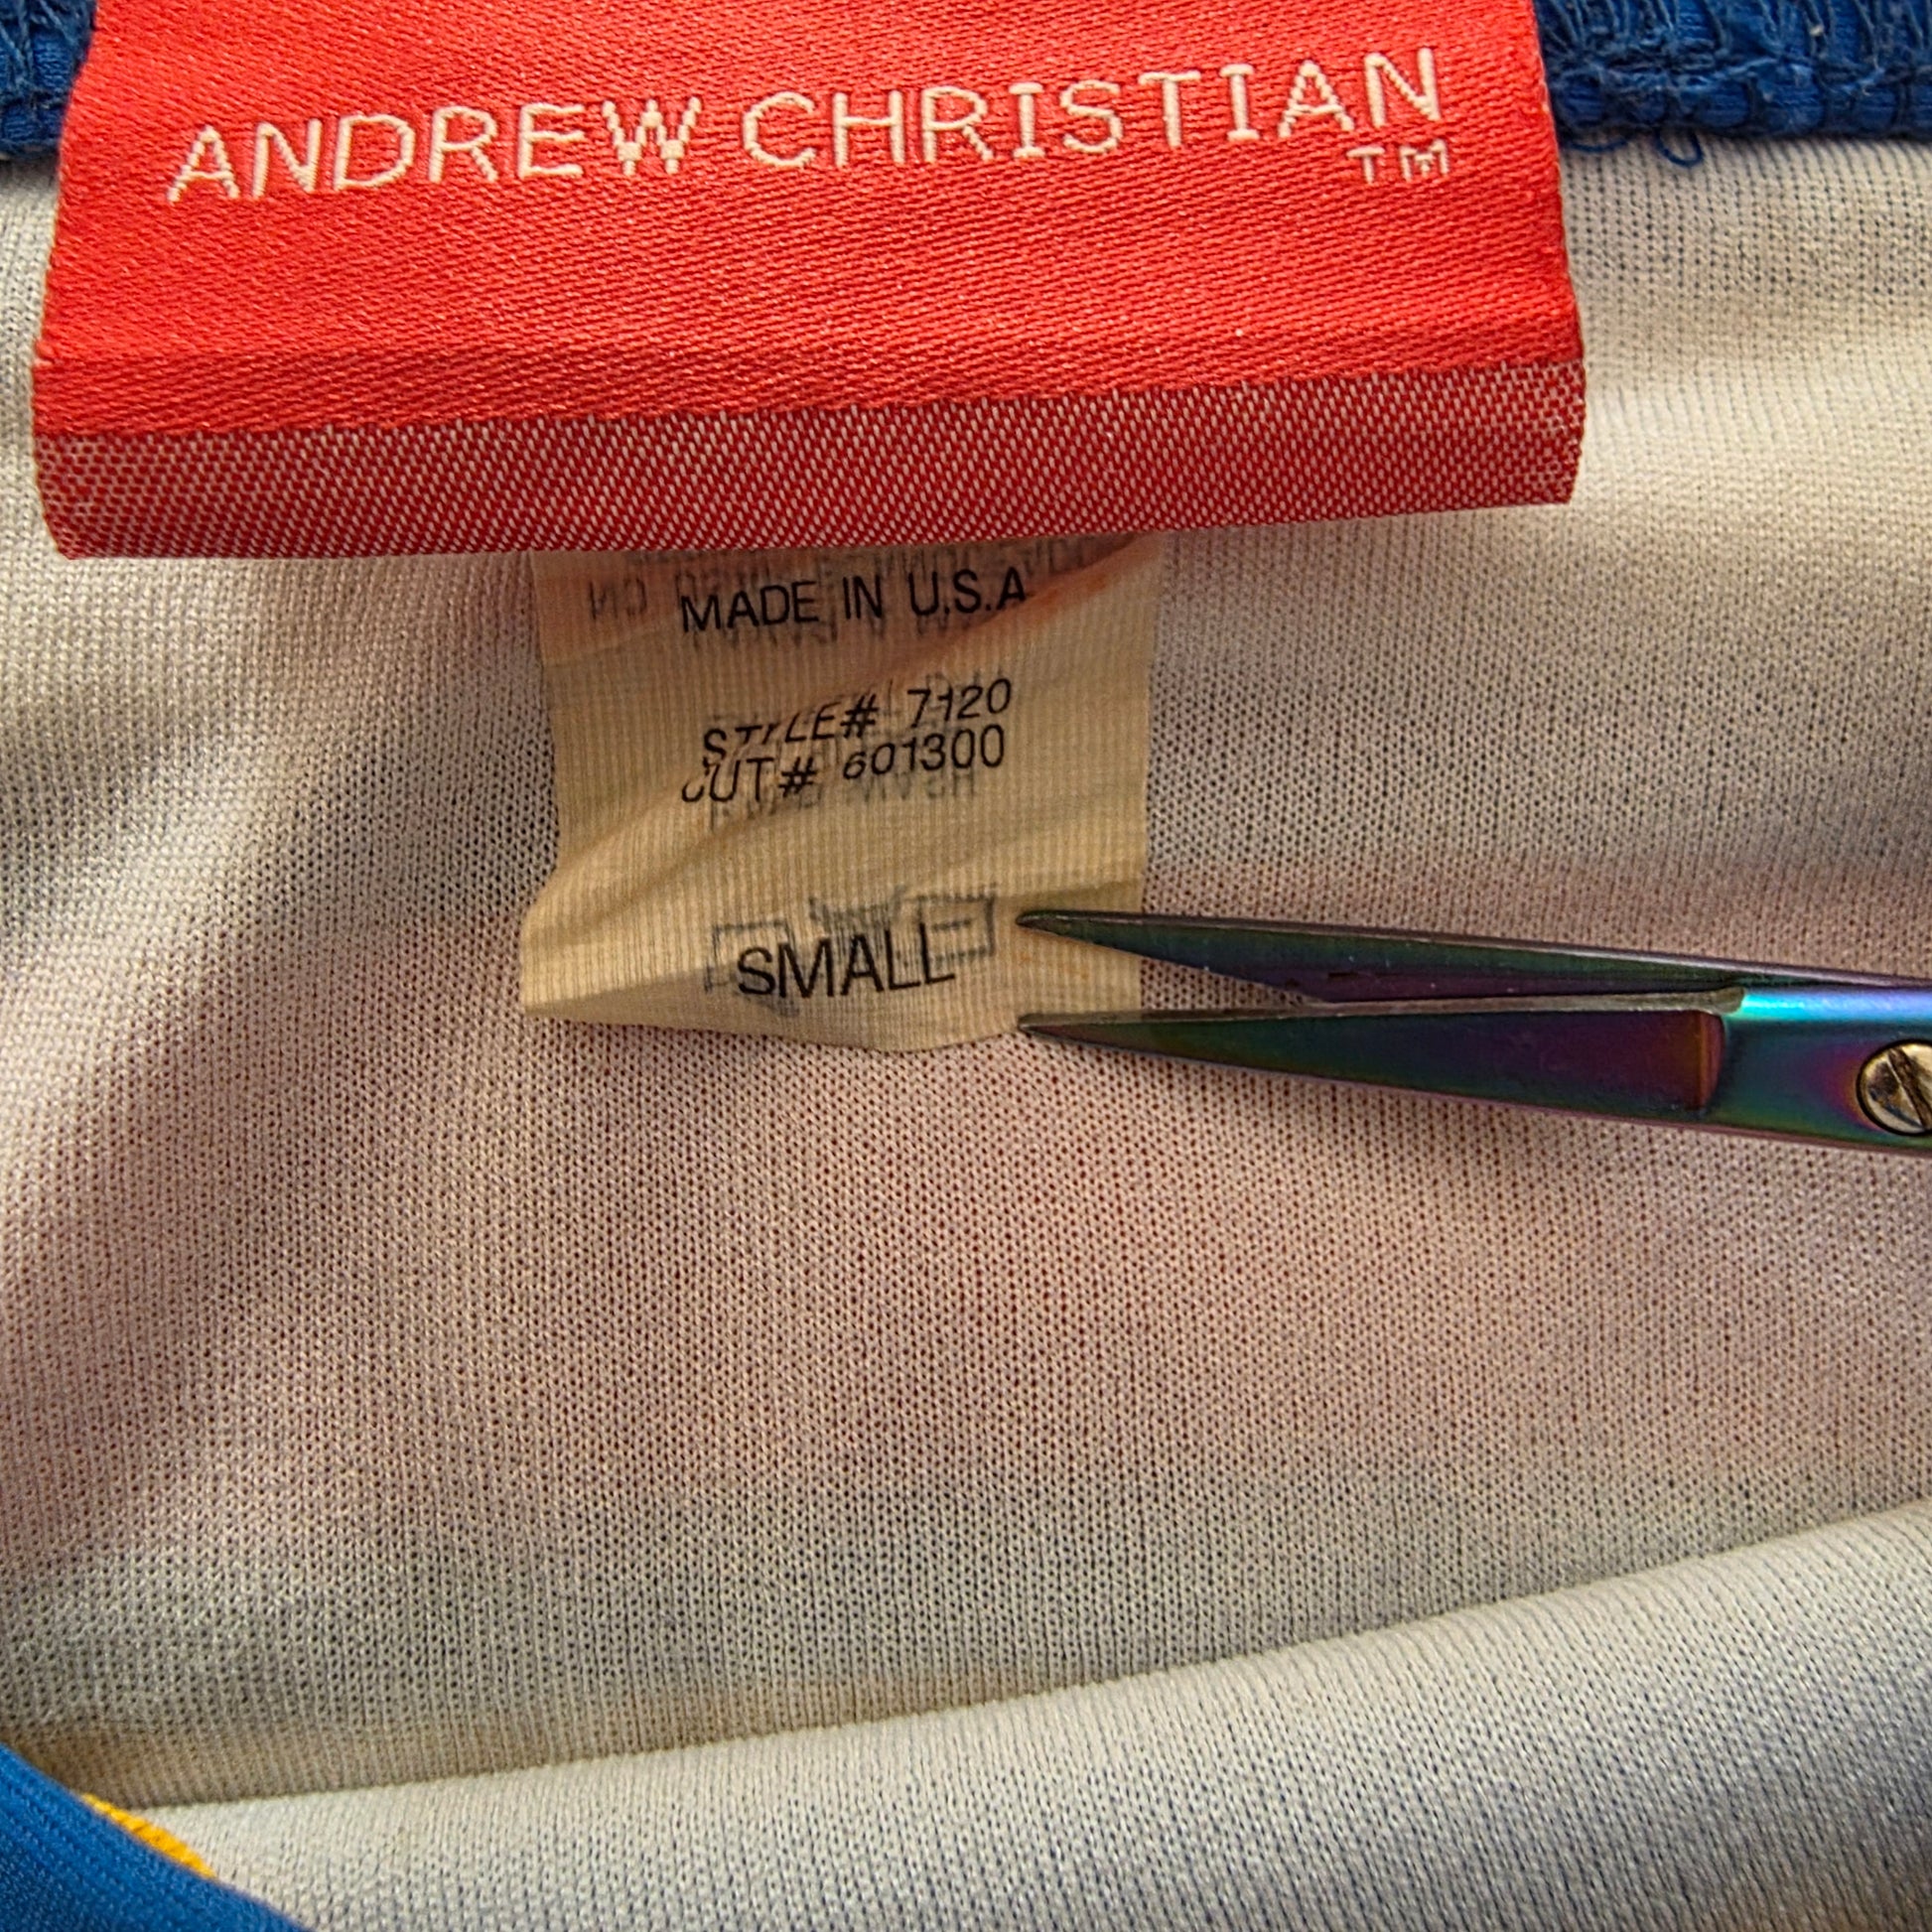 ANDREW CHRISTIAN
TM
MADE IN U.S.A
STYLE# 7120
CUT# 601300
SMALL